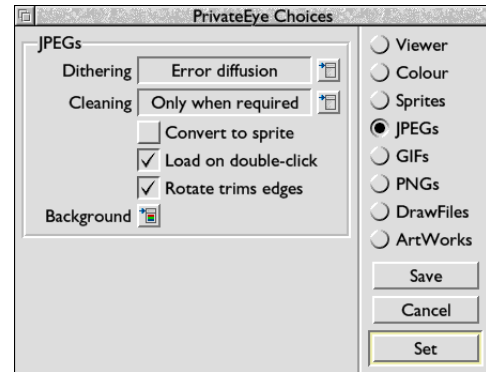 PrivateEye Choices
JPEGs
Dithering Error diffusion
Cleaning Only when required
Convert to sprite
Load on double-click
Rotate trims edges
Background
Viewer
Colour
Sprites
JPEGs
GIFs
PNGs
DrawFiles
ArtWorks
Save
Cancel
Set